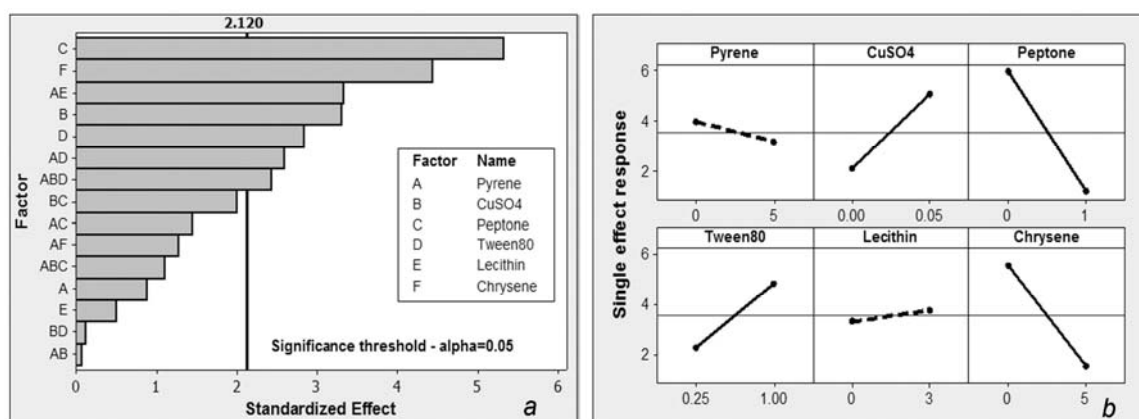 2.120
C
F
AE
B
D
AD
ABD
BC
AC
AF
ABC
A
E
BD
AB
Factor
Factor Name
A Pyrene
B CuSO4
C Peptone
D Tween80
E Lecithin
F Chrysene
Significance threshold - alpha=0.05
0 1 2 3 4 5 6
Standardized Effect
a
Single effect response
Pyrene CuSO4 Peptone
6
4
2
0 5 0.00 0.05 0 1
Tween80 Lecithin Chrysene
6
4
2
0.25 1.00 0 3 0 5
b